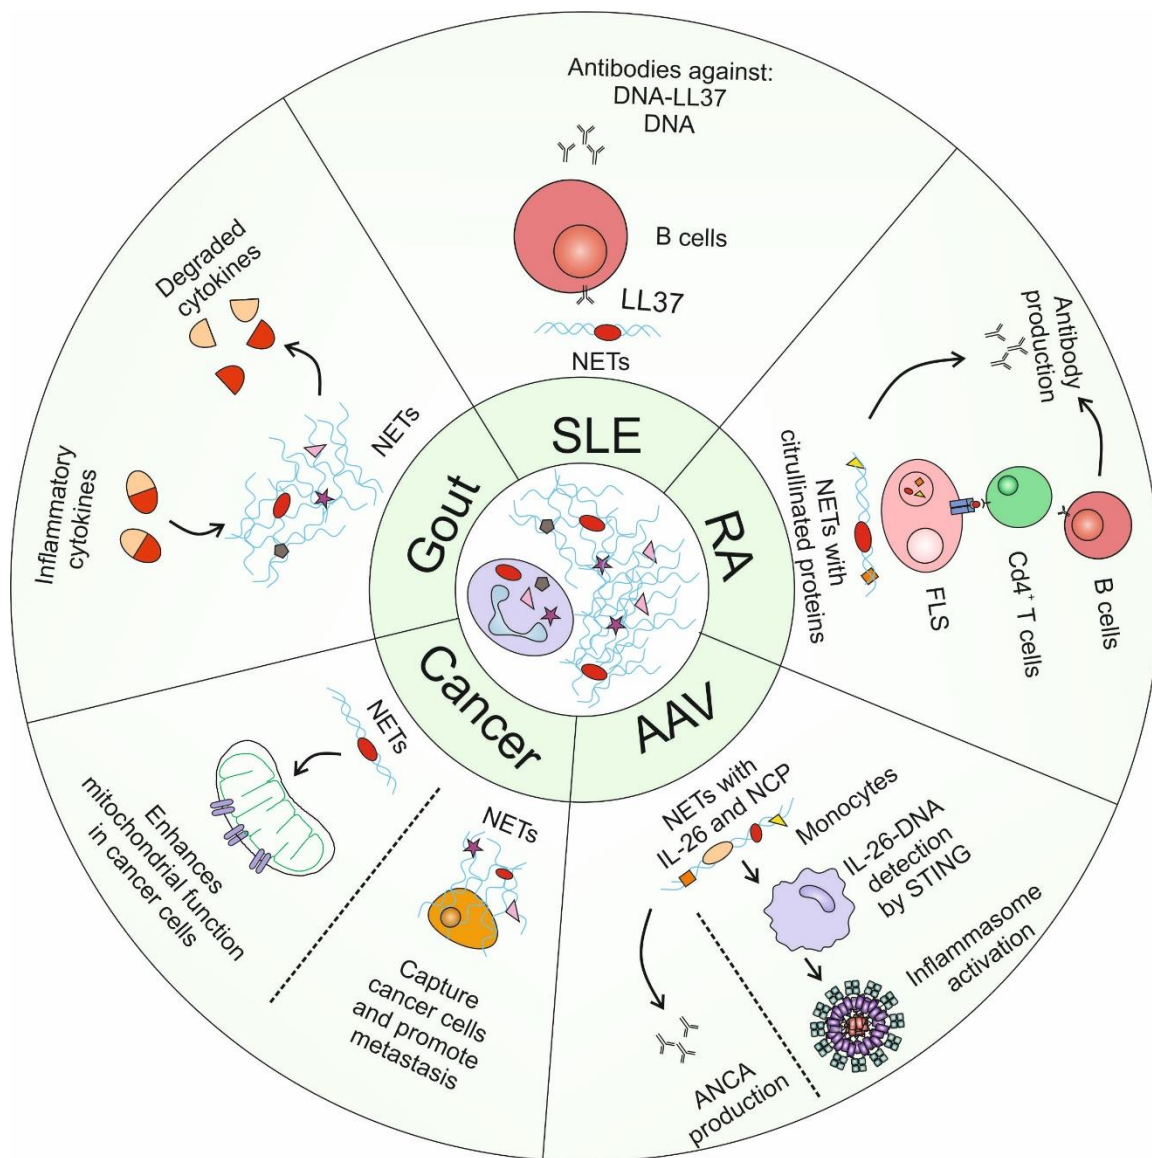 Antibodies against:
DNA-LL37
DNA
B cells
LL37
NETs
SLE
RA
AAV
Cancer
Gout
Antibody
production
NETs with
citrullinated proteins
FLS
Cd4⁺ T cells
B cells
NETs with
IL-26 and NCP
Monocytes
IL-26-DNA
detection
by STING
Inflammasome
activation
ANCA
production
NETs
Capture
cancer cells
and promote
metastasis
NETs
Enhances
mitochondrial function
in cancer cells
Inflammatory
cytokines
NETs
Degraded
cytokines